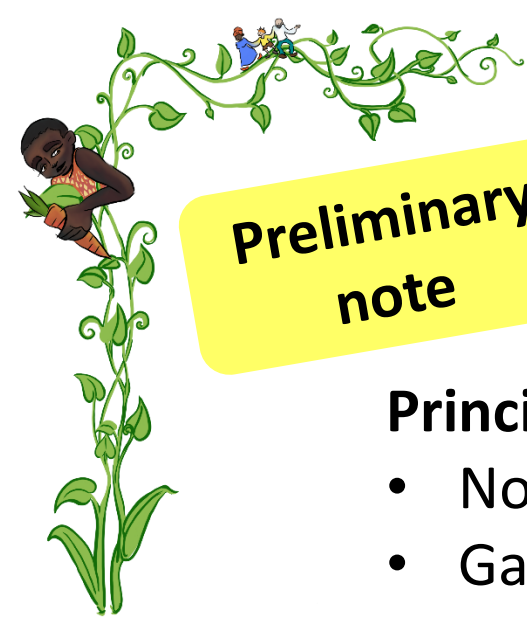 Preliminary
note
Princi
• No
• Ga